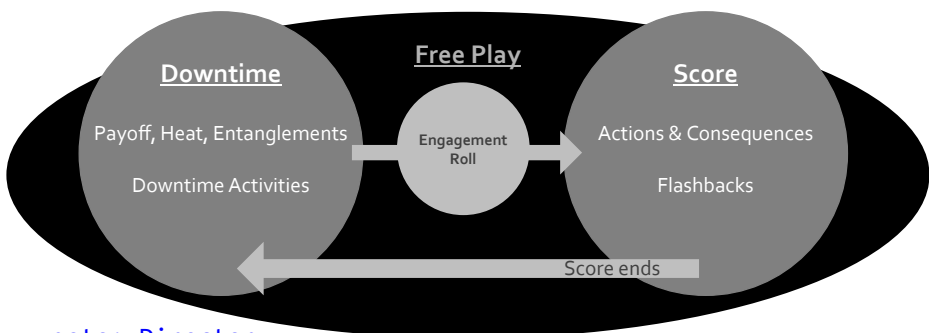 Free Play
Downtime
Payoff, Heat, Entanglements
Downtime Activities
Engagement
Roll
Score
Actions & Consequences
Flashbacks
Score ends